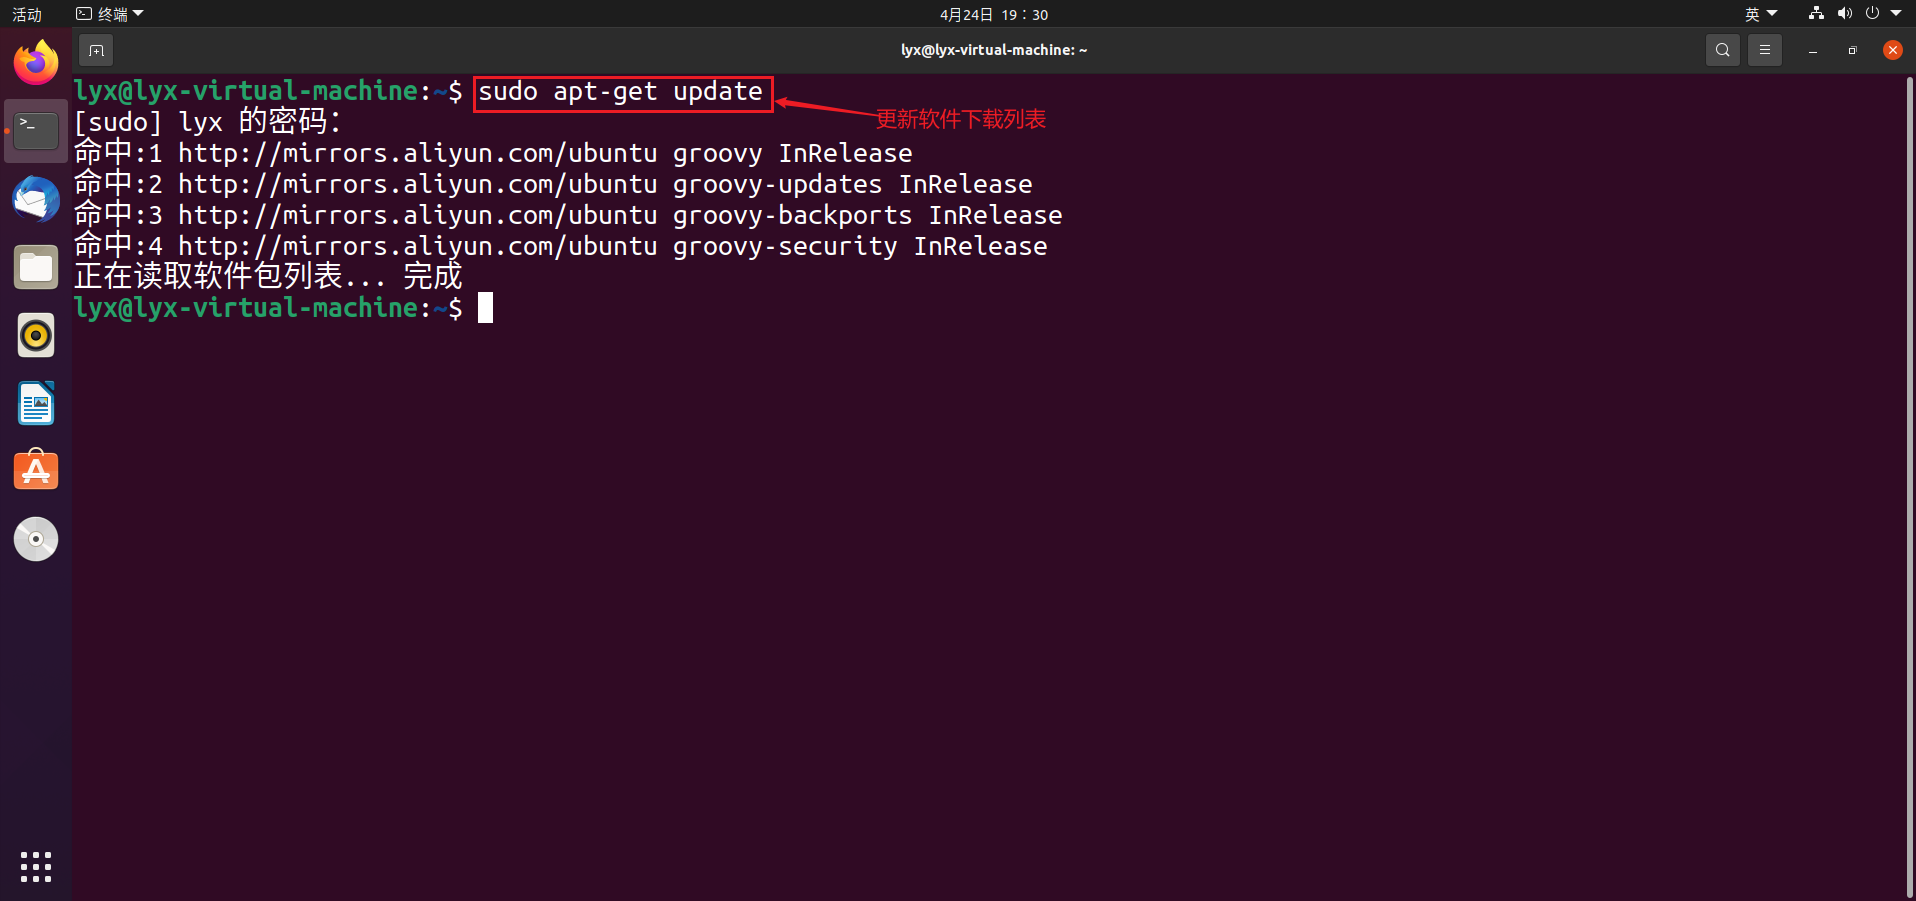 活动 终端 4月24日 19：30 英
lyx@lyx-virtual-machine: ~
lyx@lyx-virtual-machine:~$ sudo apt-get update
更新软件下载列表
[sudo] lyx 的密码：
命中:1 http://mirrors.aliyun.com/ubuntu groovy InRelease
命中:2 http://mirrors.aliyun.com/ubuntu groovy-updates InRelease
命中:3 http://mirrors.aliyun.com/ubuntu groovy-backports InRelease
命中:4 http://mirrors.aliyun.com/ubuntu groovy-security InRelease
正在读取软件包列表... 完成
lyx@lyx-virtual-machine:~$